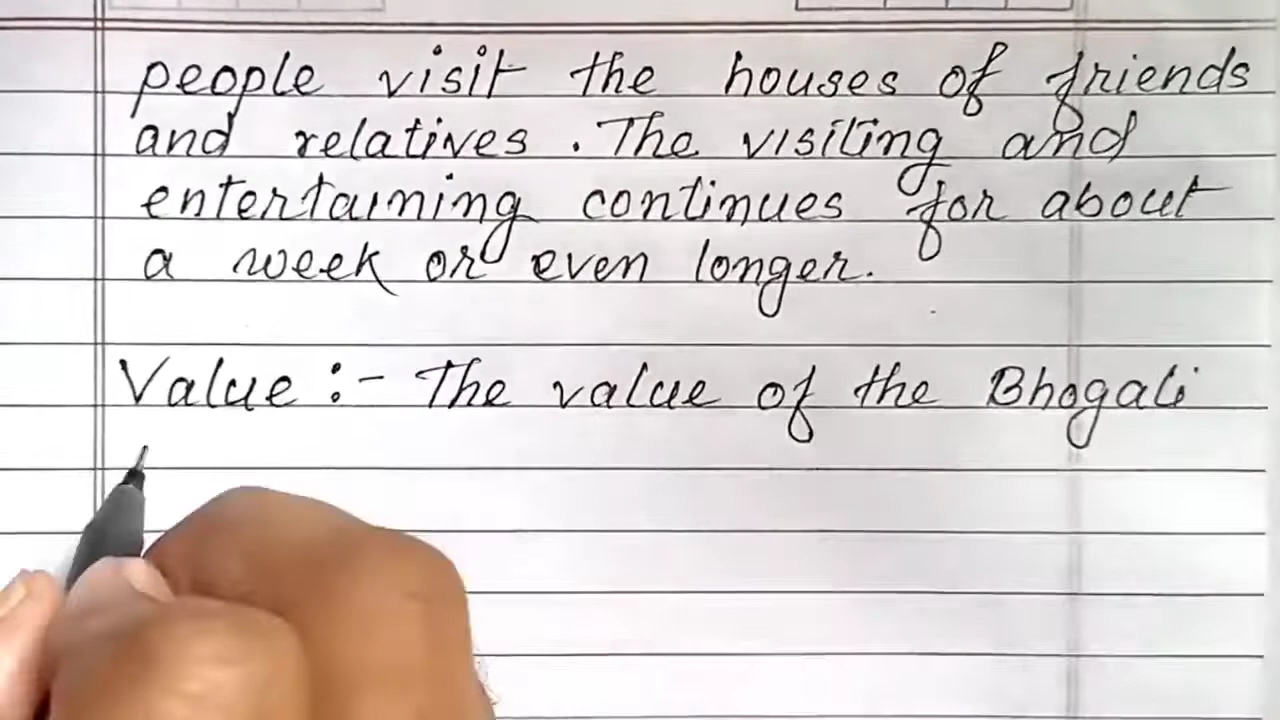 people visit the houses of friends
and relatives. The visiting and
entertaining continues for about
a week or even longer.
Value :- The value of the Bhogali